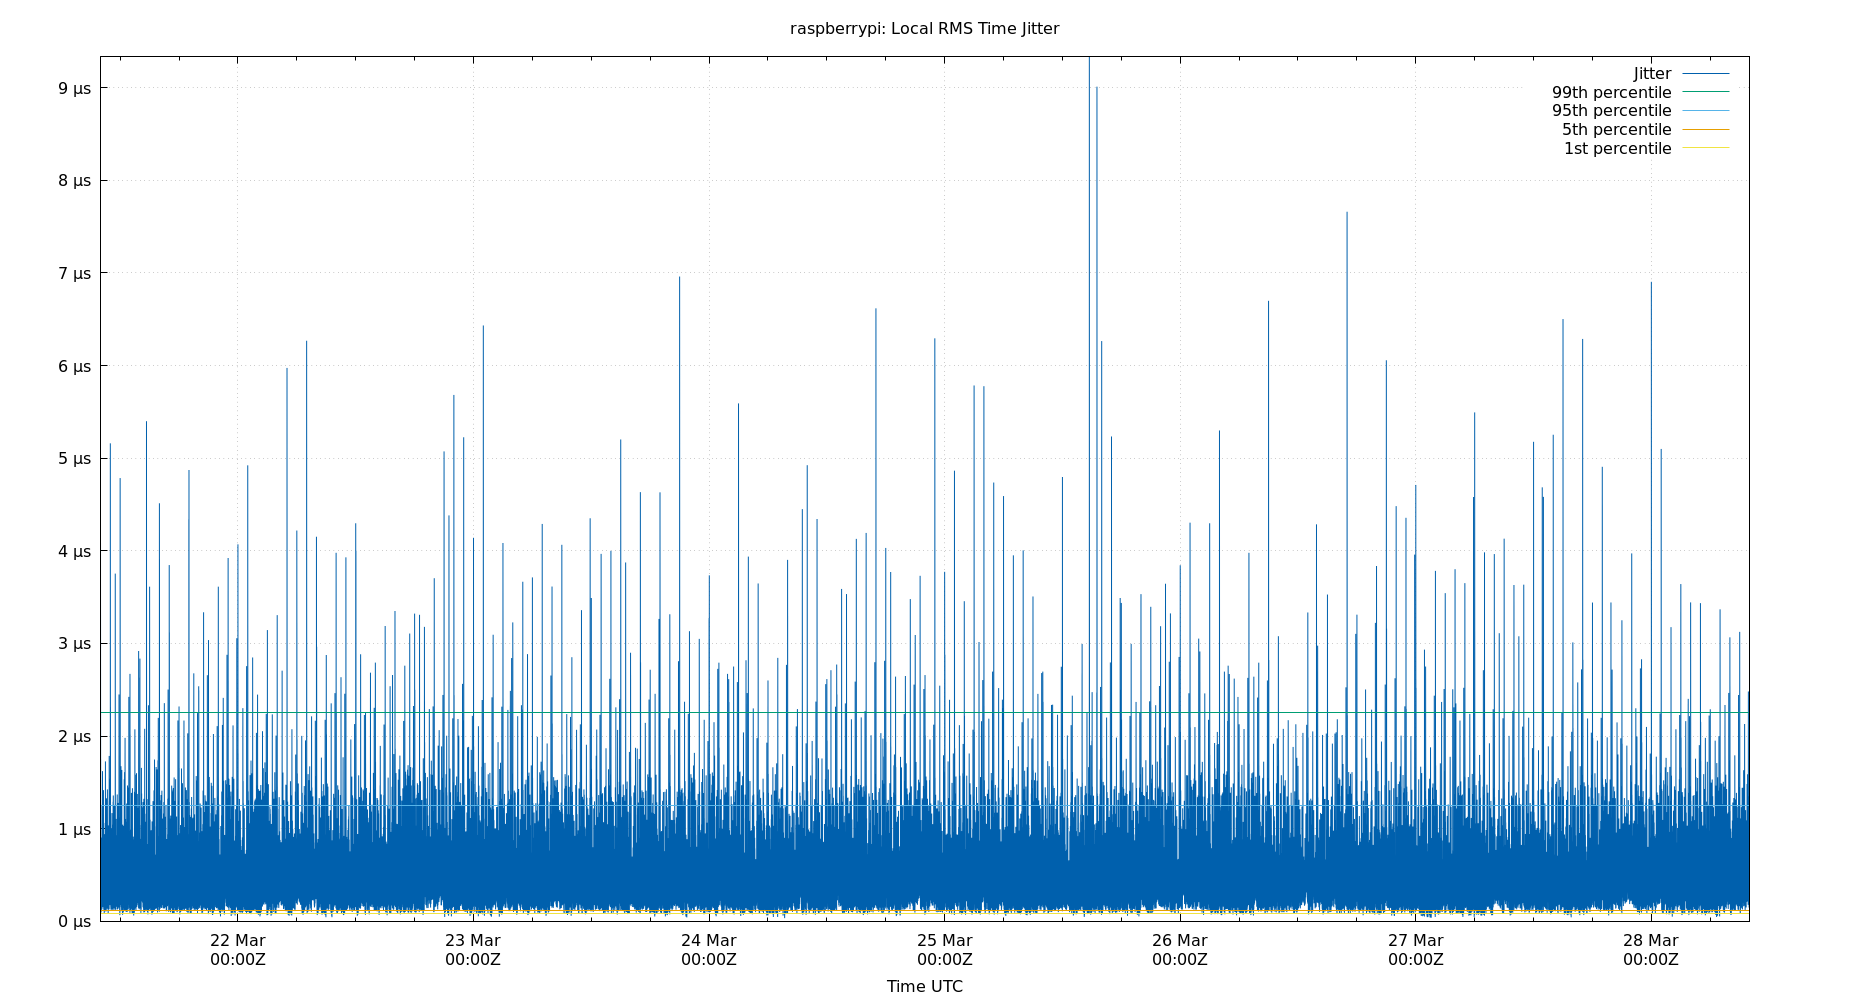 raspberrypi: Local RMS Time Jitter
Jitter
99th percentile
95th percentile
5th percentile
1st percentile
9 µs
8 µs
7 µs
6 µs
5 µs
4 µs
3 µs
2 µs
1 µs
0 µs
22 Mar 23 Mar 24 Mar 25 Mar 26 Mar 27 Mar 28 Mar
00:00Z 00:00Z 00:00Z 00:00Z 00:00Z 00:00Z 00:00Z
Time UTC